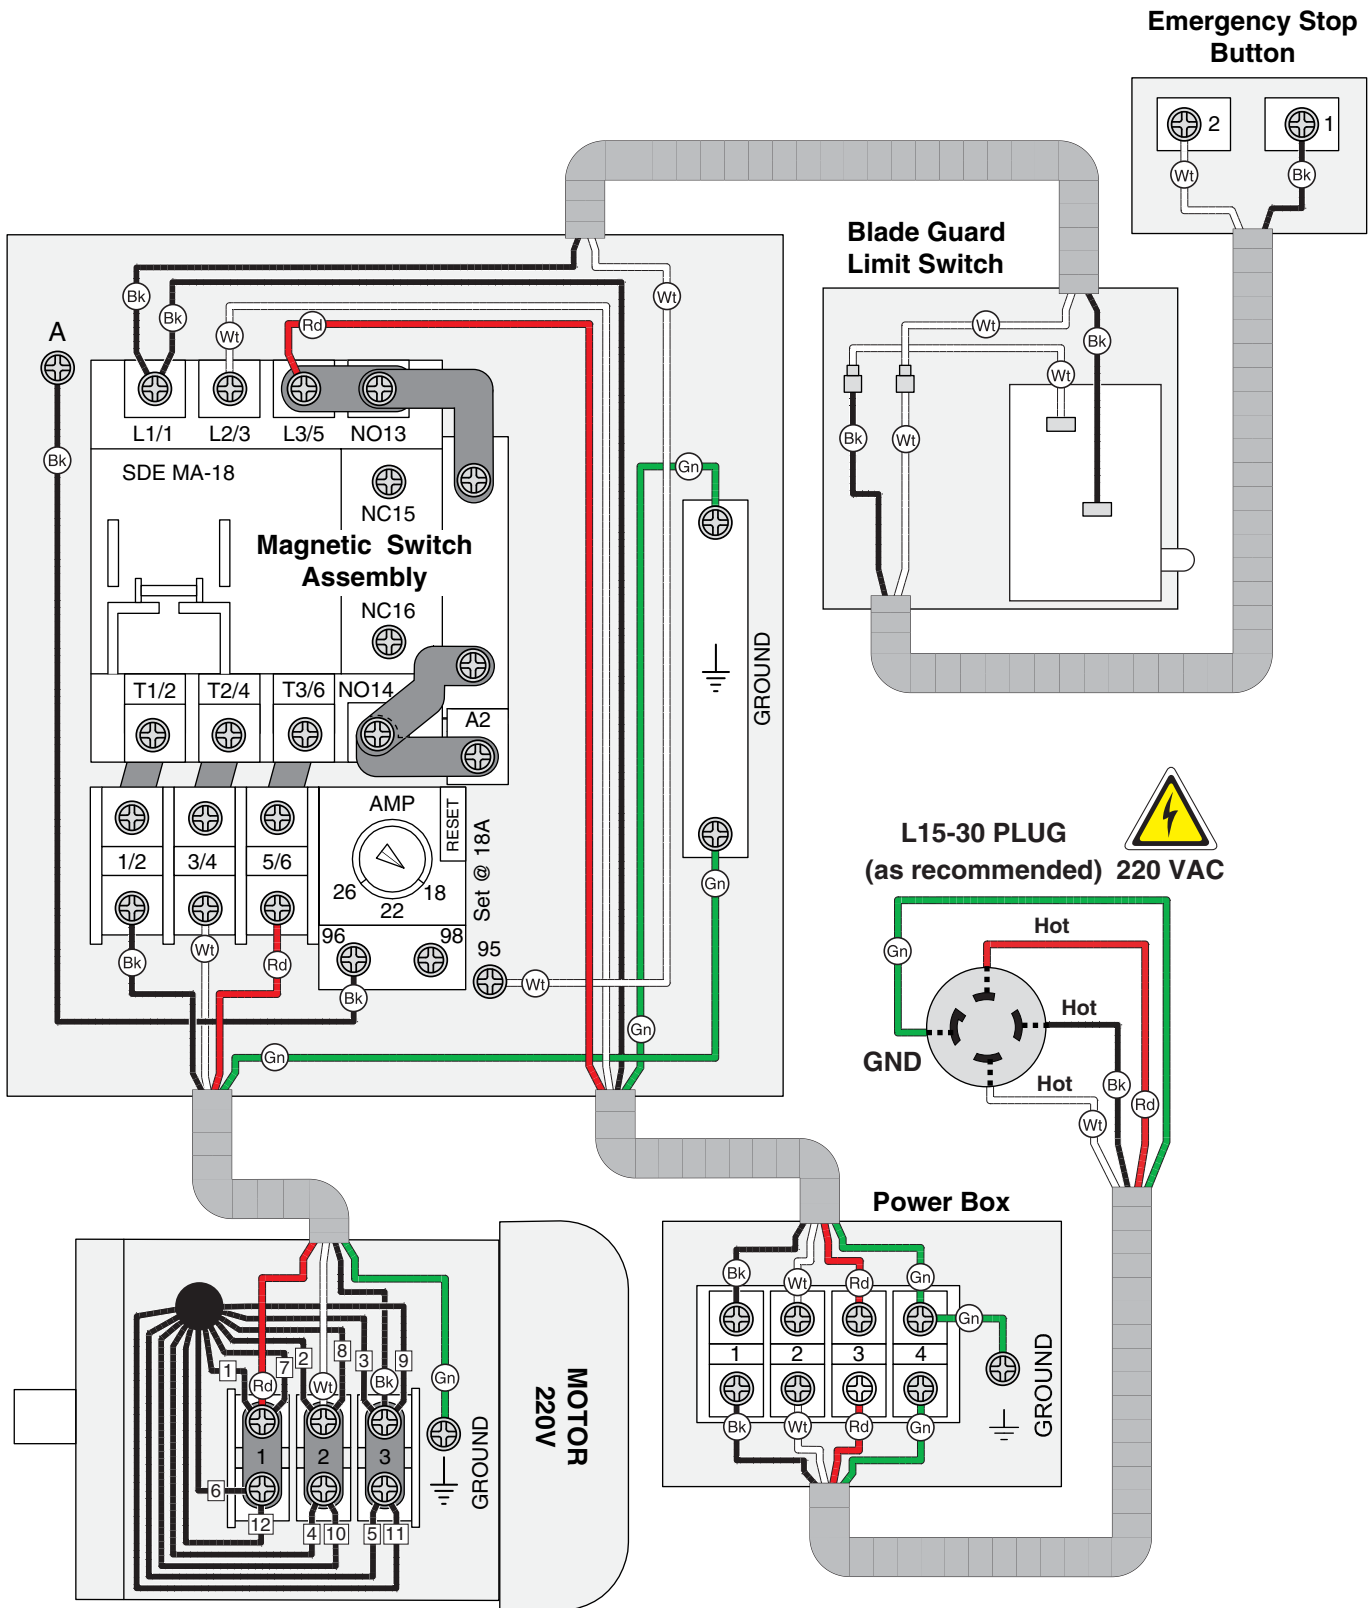 Emergency Stop
Button
2
1
Wt
Bk
Blade Guard
Limit Switch
Wt
Bk
Wt
Bk
Wt
A
Bk
Bk
Bk
Wt
Rd
Wt
L1/1
L2/3
L3/5
NO13
SDE MA-18
NC15
Magnetic Switch
Assembly
NC16
Gn
GROUND
T1/2
T2/4
T3/6
NO14
A2
AMP
RESET
Set @ 18A
1/2
3/4
5/6
26
22
18
96
98
95
Bk
Wt
Rd
Bk
Wt
Gn
Gn
Gn
L15-30 PLUG
(as recommended)
220 VAC
Hot
Gn
Hot
GND
Hot
Bk
Rd
Wt
Power Box
Bk
Wt
Rd
Gn
Gn
1
2
3
4
GROUND
Bk
Wt
Rd
Gn
1
7
2
8
3
9
Rd
Wt
Bk
Gn
1
2
3
6
12
4
10
5
11
GROUND
MOTOR
220V